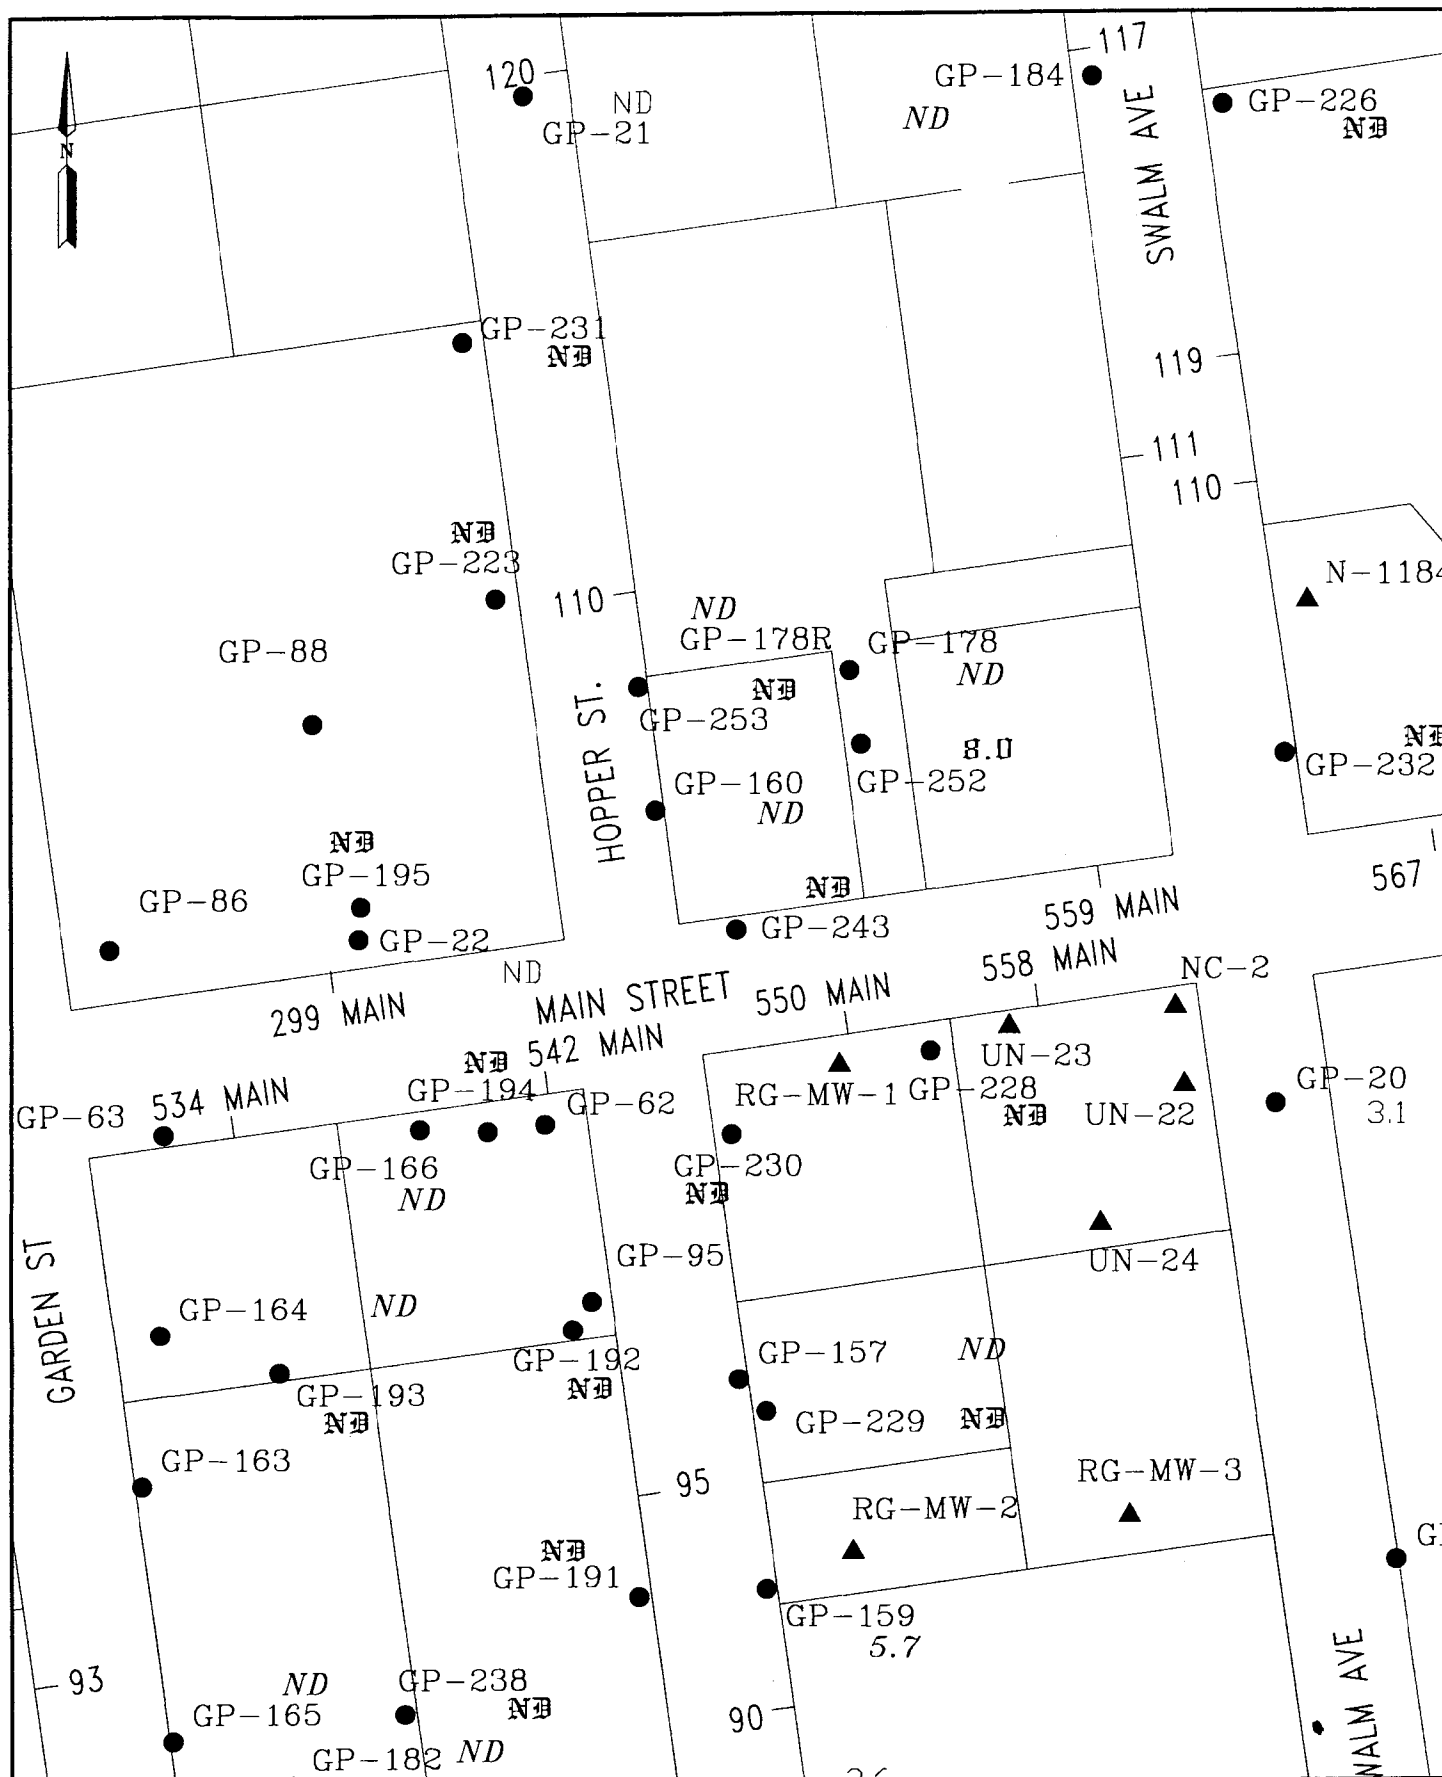 117
120
GP-184
ND
GP-21
ND
GP-226
ND
N
SWALM AVE
GP-231
ND
119
111
110
ND
GP-223
N-1184
110
ND
GP-178R
GP-178
ND
GP-88
ND
GP-253
HOPPER ST.
8.0
GP-252
ND
GP-232
GP-160
ND
ND
GP-195
GP-86
ND
GP-243
GP-22
ND
567
559 MAIN
558 MAIN
NC-2
299 MAIN
MAIN STREET
550 MAIN
542 MAIN
UN-23
ND
GP-194
GP-62
RG-MW-1
GP-228
ND
UN-22
GP-20
3.1
GP-63
534 MAIN
GP-166
ND
GP-230
ND
GP-95
UN-24
GARDEN ST
GP-164
ND
GP-192
ND
GP-157
ND
GP-193
ND
GP-229
ND
GP-163
95
RG-MW-2
RG-MW-3
ND
GP-191
GP-159
5.7
93
ND
GP-165
GP-238
ND
90
GP-182
ND
WALM AVE